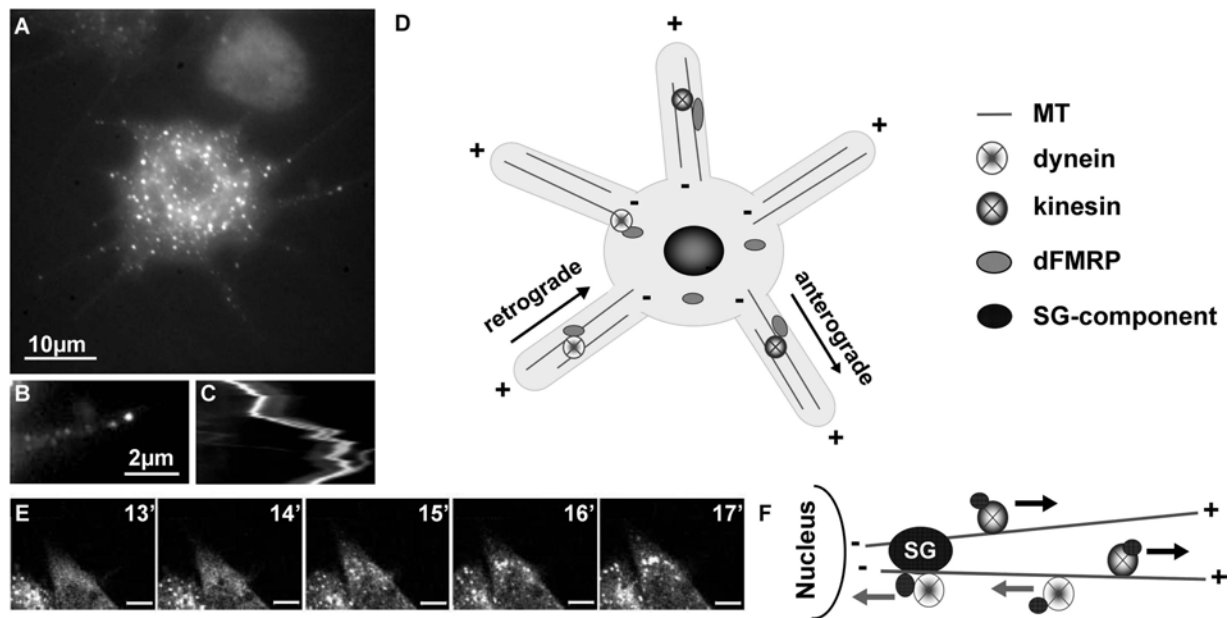 A
10µm
B
2µm
C
D
+
+
+
+
+
-
-
-
-
-
retrograde
anterograde
MT
dynein
kinesin
dFMRP
SG-component
E
13'
14'
15'
16'
17'
F
Nucleus
-
-
SG
+
+